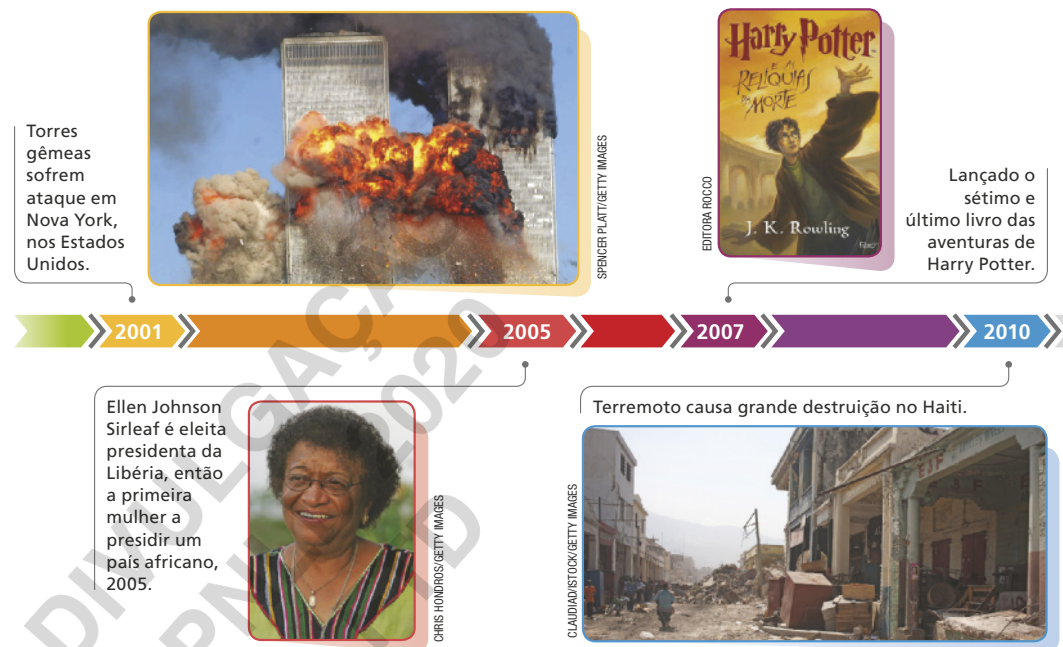 Torres
gêmeas
sofrem
ataque em
Nova York,
nos Estados
Unidos.
SPENCER PLATT/GETTY IMAGES
EDITORA ROCCO
Harry Potter
E AS
RELÍQUIAS
DA
MORTE
J. K. Rowling
Lançado o
sétimo e
último livro das
aventuras de
Harry Potter.
2001
2005
2007
2010
Ellen Johnson
Sirleaf é eleita
presidenta da
Libéria, então
a primeira
mulher a
presidir um
país africano,
2005.
CHRIS HONDROS/GETTY IMAGES
Terremoto causa grande destruição no Haiti.
CLAUDIAD/ISTOCK/GETTY IMAGES
DIVULGAÇÃ
2020